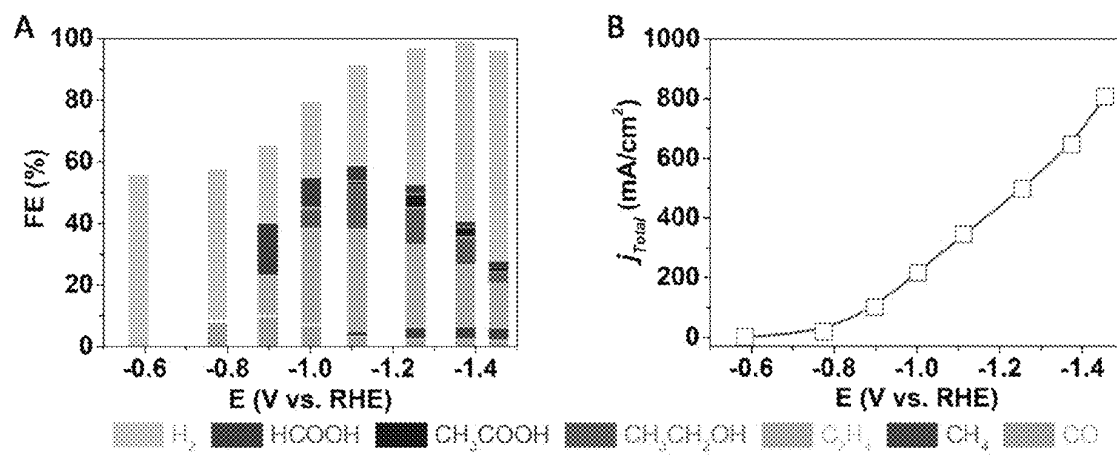 A
B
FE (%)
100
80
60
40
20
0
-0.6 -0.8 -1.0 -1.2 -1.4
E (V vs. RHE)
j_Total (mA/cm²)
1000
800
600
400
200
0
-0.6 -0.8 -1.0 -1.2 -1.4
E (V vs. RHE)
H₂ HCOOH CH₃COOH CH₃CH₂OH C₂H₄ CH₄ CO